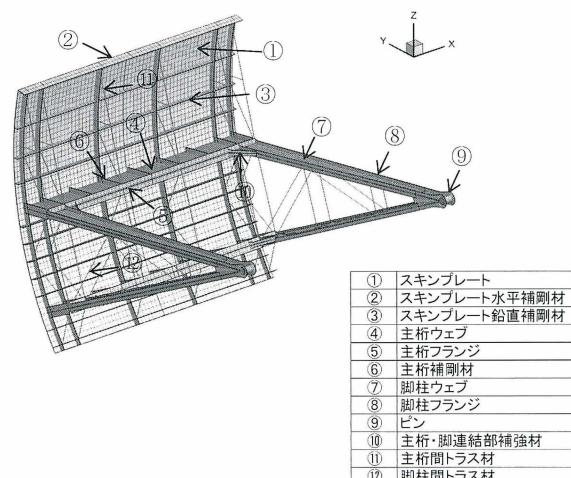 Z
Y
X
②
①
⑪
③
④
⑥
⑦
⑧
⑨
⑩
⑤
⑫
① スキンプレート
② スキンプレート水平補剛材
③ スキンプレート鉛直補剛材
④ 主桁ウェブ
⑤ 主桁フランジ
⑥ 主桁補剛材
⑦ 脚柱ウェブ
⑧ 脚柱フランジ
⑨ ピン
⑩ 主桁・脚連結部補強材
⑪ 主桁間トラス材
⑫ 脚柱間トラス材